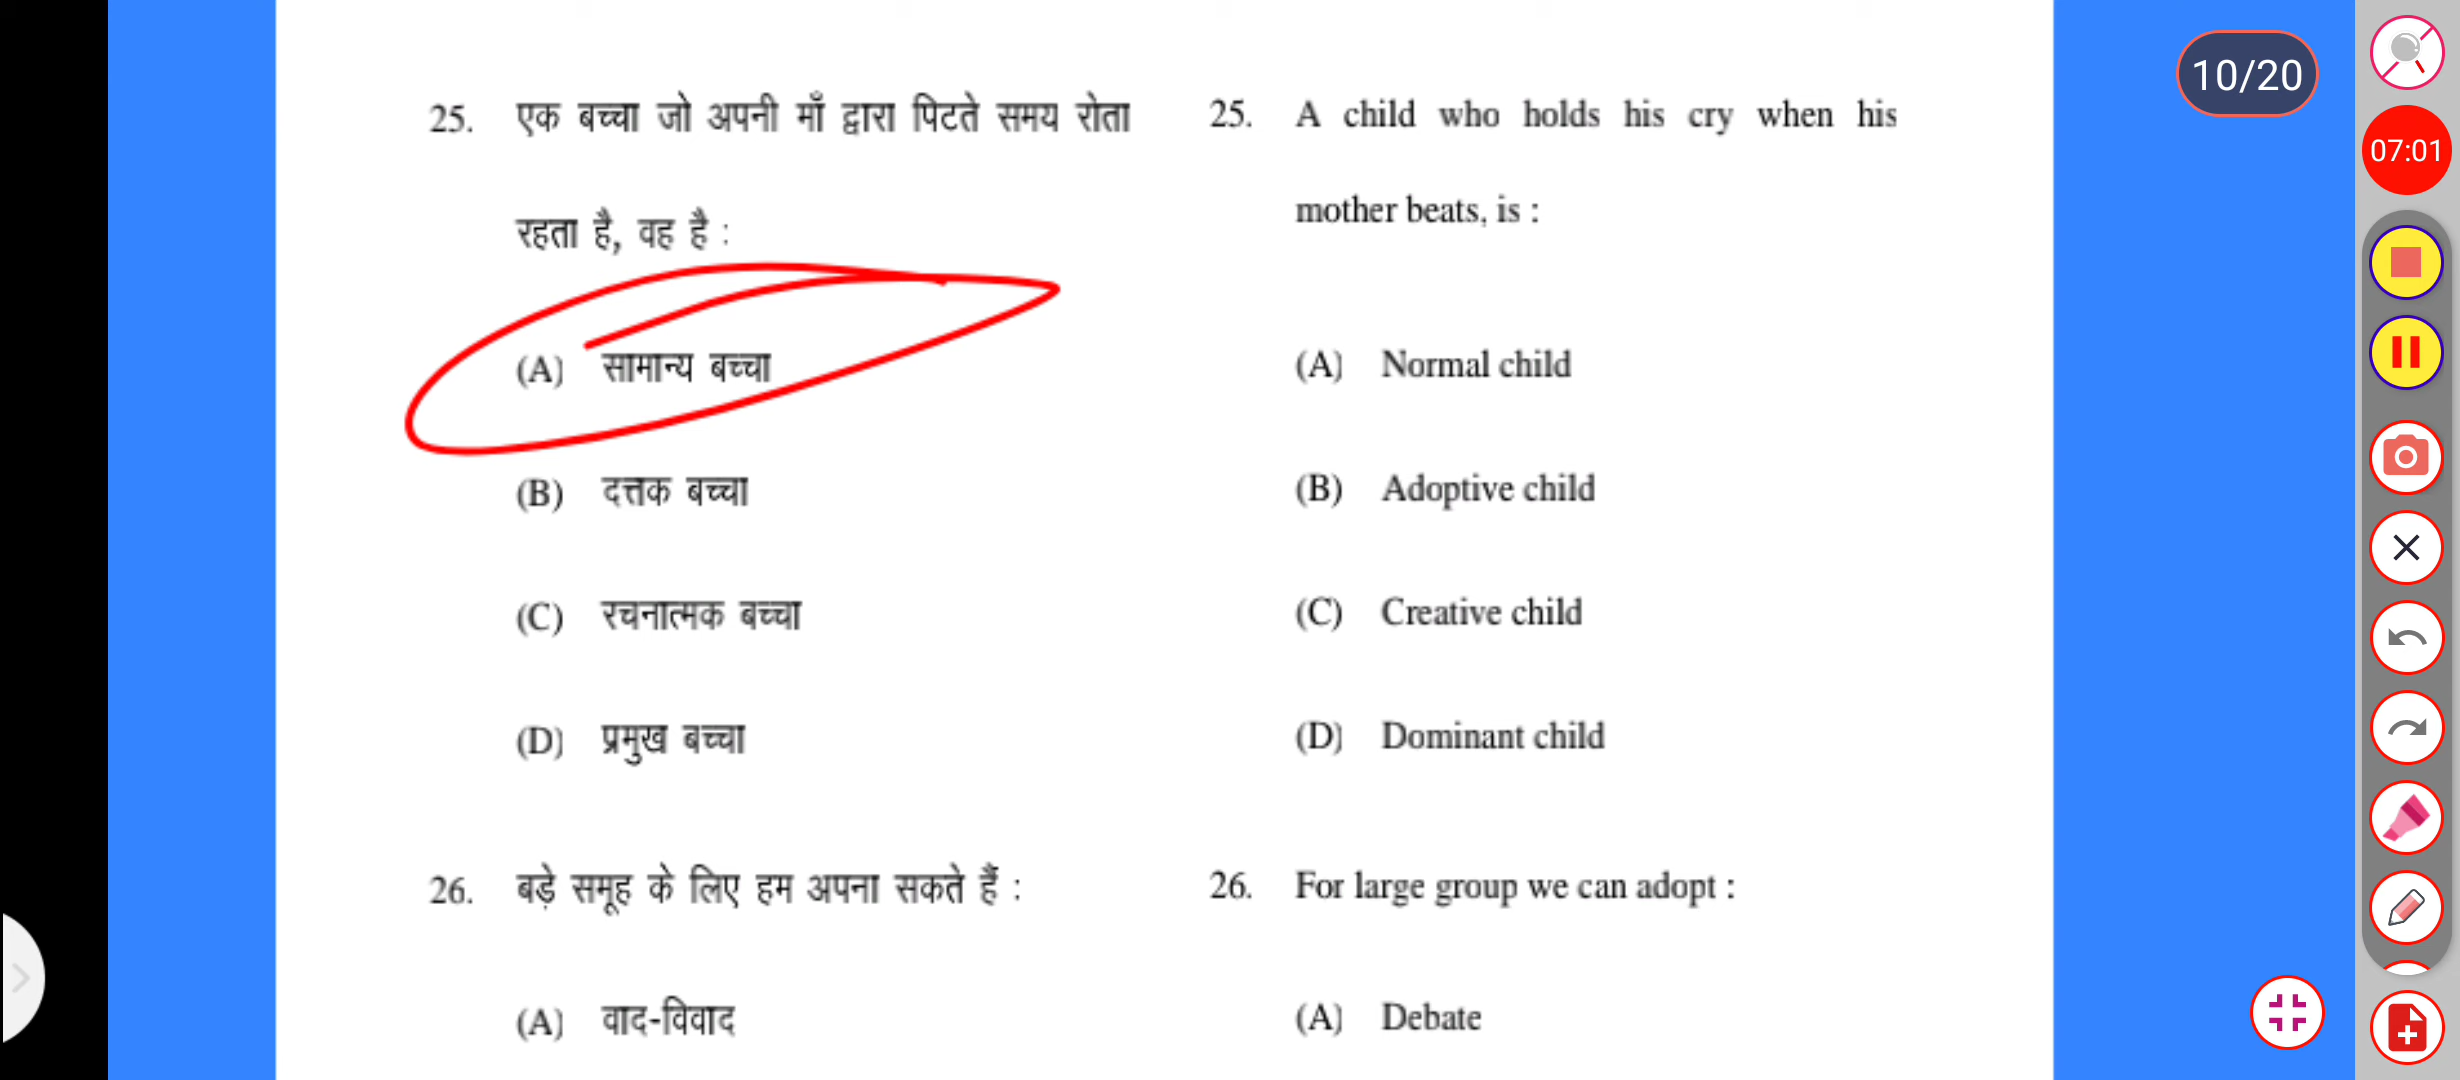 25. एक बच्चा जो अपनी माँ द्वारा पिटते समय रोता
रहता है, वह है :
(A) सामान्य बच्चा
(B) दत्तक बच्चा
(C) रचनात्मक बच्चा
(D) प्रमुख बच्चा
26. बड़े समूह के लिए हम अपना सकते हैं :
(A) वाद-विवाद
25. A child who holds his cry when his
mother beats, is :
(A) Normal child
(B) Adoptive child
(C) Creative child
(D) Dominant child
26. For large group we can adopt :
(A) Debate
10/20
07:01